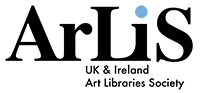 ArLiS
UK & Ireland
Art Libraries Society